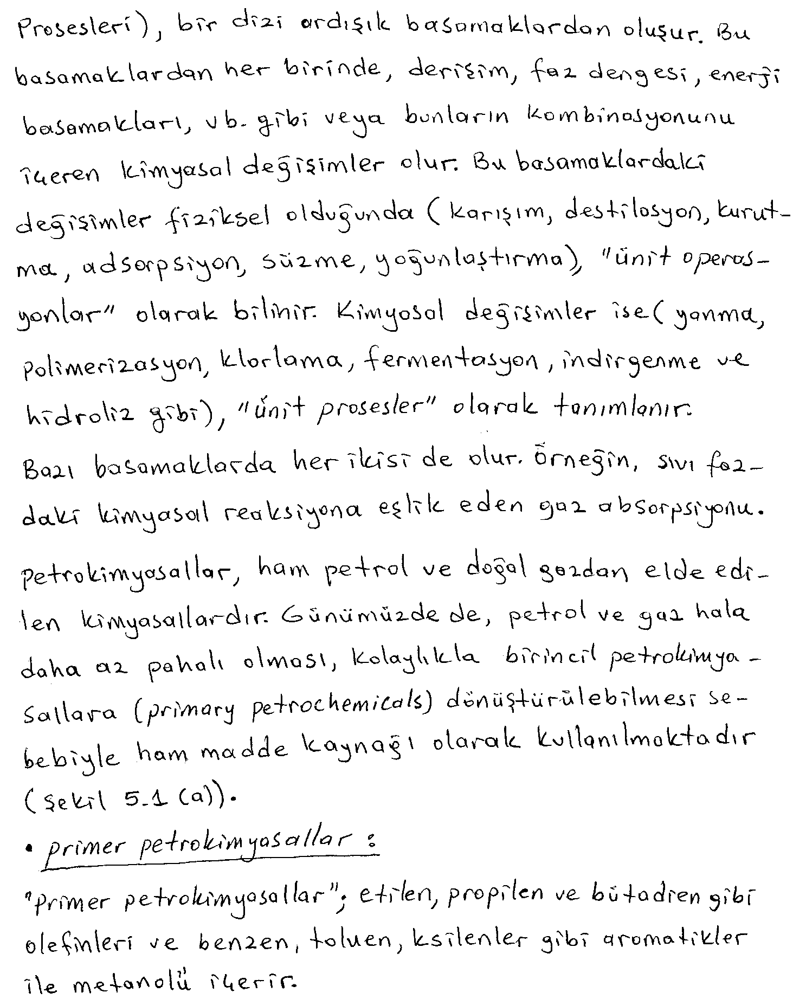 Prosesleri), bir dizi ardışık basamaklardan oluşur. Bu
basamaklardan her birinde, derişim, faz dengesi, enerji
basamakları, vb. gibi veya bunların kombinasyonunu
içeren kimyasal değişimler olur. Bu basamaklardaki
değişimler fiziksel olduğunda (karışım, destilasyon, kurut-
ma, adsorpsiyon, süzme, yoğunlaştırma), "ünit operas-
yonlar" olarak bilinir. Kimyasal değişimler ise (yanma,
polimerizasyon, klorlama, fermentasyon, indirgenme ve
hidroliz gibi), "ünit prosesler" olarak tanımlanır.
Bazı basamaklarda her ikisi de olur. Örneğin, sıvı faz-
daki kimyasal reaksiyona eşlik eden gaz absorpsiyonu.
Petrokimyasallar, ham petrol ve doğal gazdan elde edi-
len kimyasallardır. Günümüzde de, petrol ve gaz hala
daha az pahalı olması, kolaylıkla birincil petrokimya-
sallara (primary petrochemicals) dönüştürülebilmesi se-
bebiyle ham madde kaynağı olarak kullanılmaktadır
(Şekil 5.1 (a)).
• primer petrokimyasallar :
"Primer petrokimyasallar"; etilen, propilen ve bütadien gibi
olefinleri ve benzen, toluen, ksilenler gibi aromatikler
ile metanolü içerir.